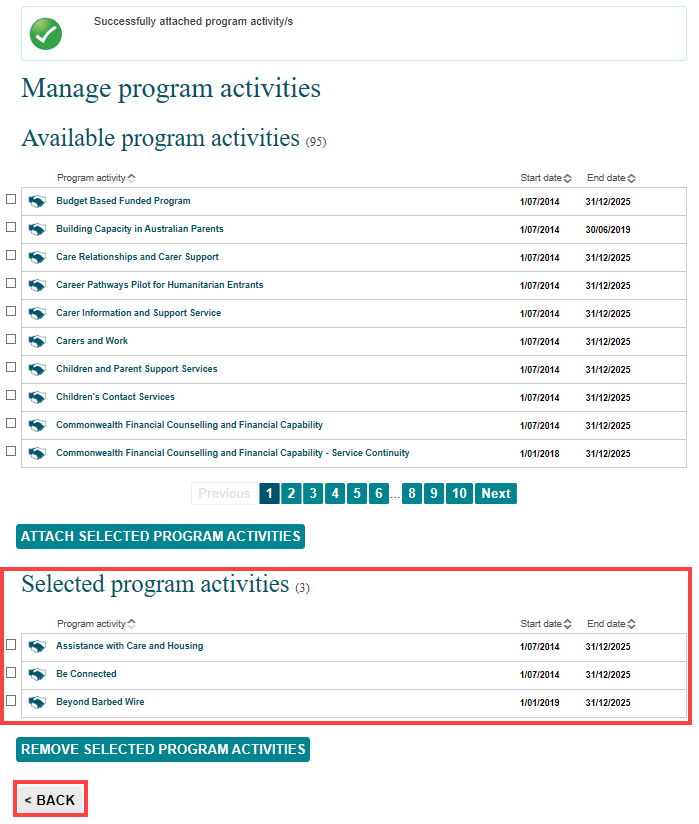 Successfully attached program activity/s
Manage program activities
Available program activities (95)
Program activity Start date End date
Budget Based Funded Program 1/07/2014 31/12/2025
Building Capacity in Australian Parents 1/07/2014 30/06/2019
Care Relationships and Carer Support 1/07/2014 31/12/2025
Career Pathways Pilot for Humanitarian Entrants 1/07/2014 31/12/2025
Carer Information and Support Service 1/07/2014 31/12/2025
Carers and Work 1/07/2014 31/12/2025
Children and Parent Support Services 1/07/2014 31/12/2025
Children's Contact Services 1/07/2014 31/12/2025
Commonwealth Financial Counselling and Financial Capability 1/07/2014 31/12/2025
Commonwealth Financial Counselling and Financial Capability - Service Continuity 1/01/2018 31/12/2025
Previous 1 2 3 4 5 6 ... 8 9 10 Next
ATTACH SELECTED PROGRAM ACTIVITIES
Selected program activities (3)
Program activity Start date End date
Assistance with Care and Housing 1/07/2014 31/12/2025
Be Connected 1/07/2014 31/12/2025
Beyond Barbed Wire 1/01/2019 31/12/2025
REMOVE SELECTED PROGRAM ACTIVITIES
< BACK